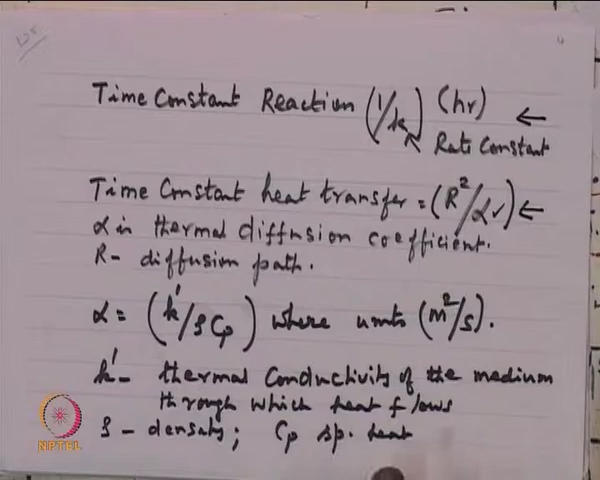 Time Constant Reaction (1/k) (hr) ←
Rate Constant
Time Constant heat transfer = (R²/αr) ←
α is thermal diffusion coefficient.
R- diffusion path.
α = (k'/ρCp) where units (m²/s).
k'- thermal conductivity of the medium
through which heat flows
ρ - density; Cp sp. heat
NPTEL